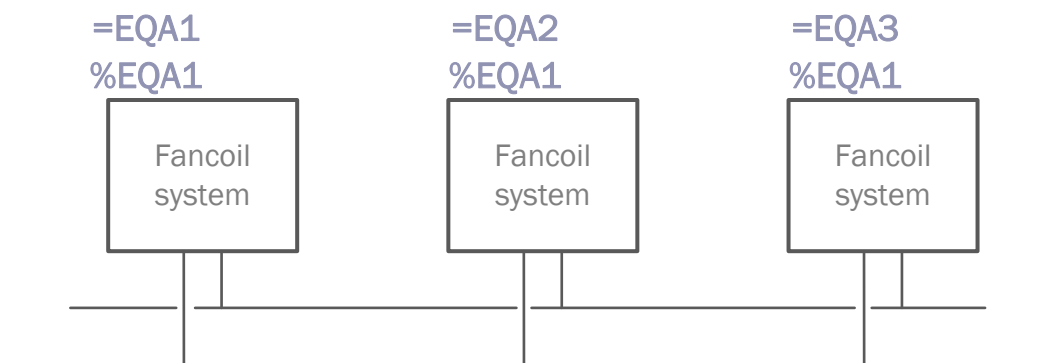 =EQA1
%EQA1
=EQA2
%EQA1
=EQA3
%EQA1
Fancoil
system
Fancoil
system
Fancoil
system